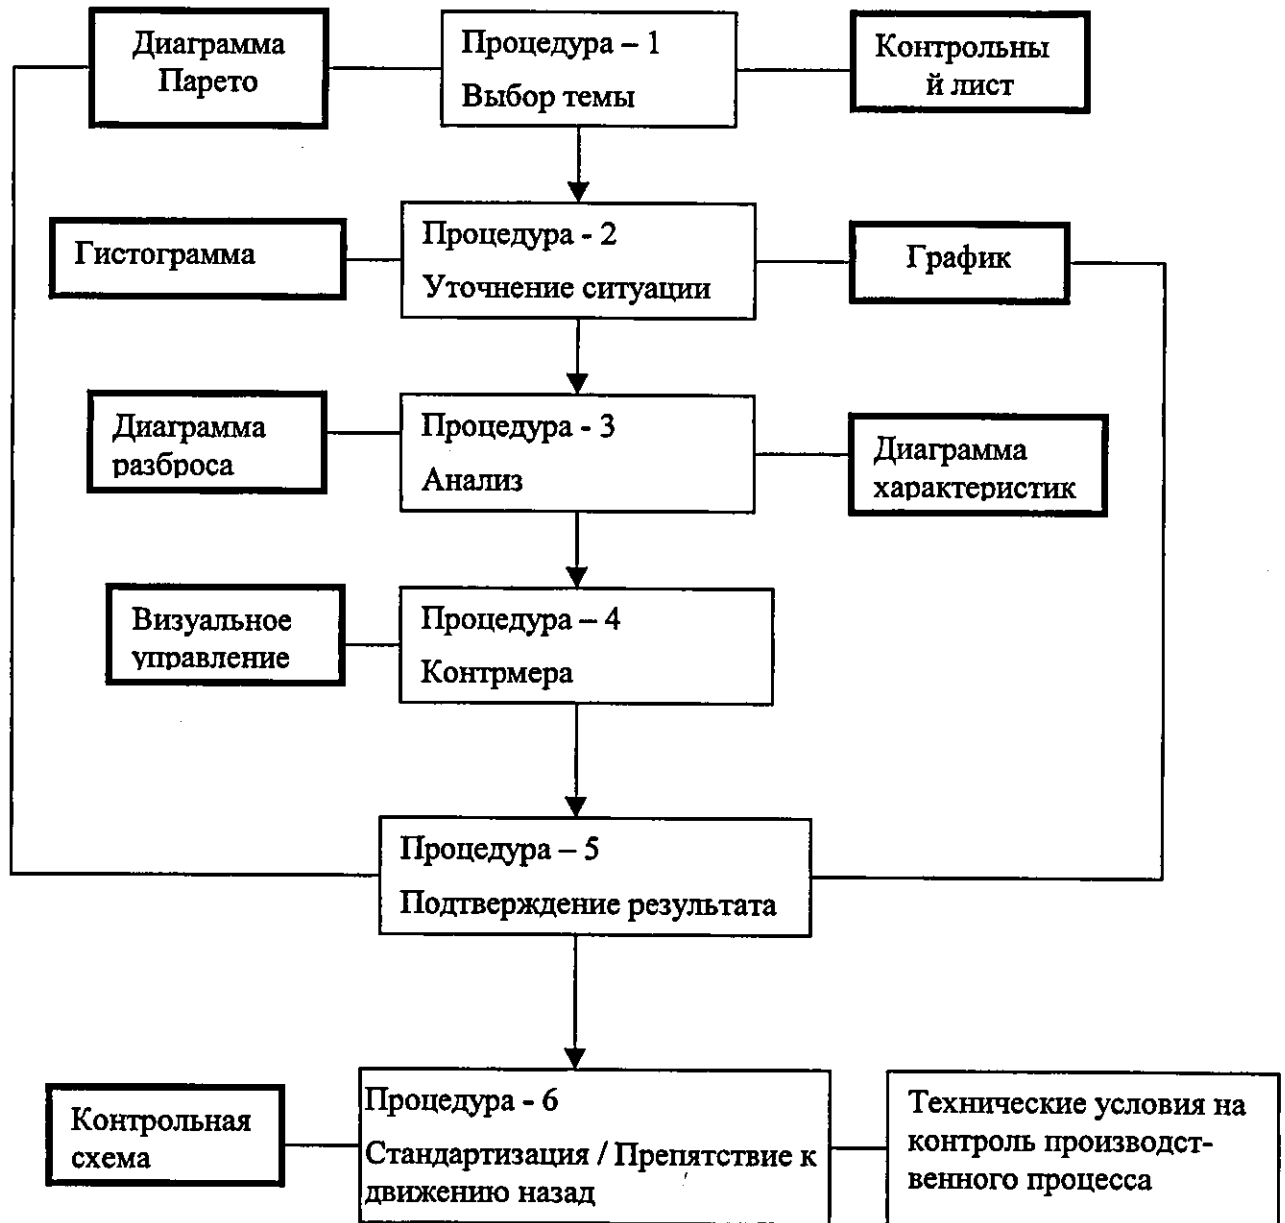 Диаграмма
Парето
Процедура – 1
Выбор темы
Контрольны
й лист
Гистограмма
Процедура - 2
Уточнение ситуации
График
Диаграмма
разброса
Процедура - 3
Анализ
Диаграмма
характеристик
Визуальное
управление
Процедура – 4
Контрмера
Процедура – 5
Подтверждение результата
Контрольная
схема
Процедура - 6
Стандартизация / Препятствие к
движению назад
Технические условия на
контроль производст-
венного процесса